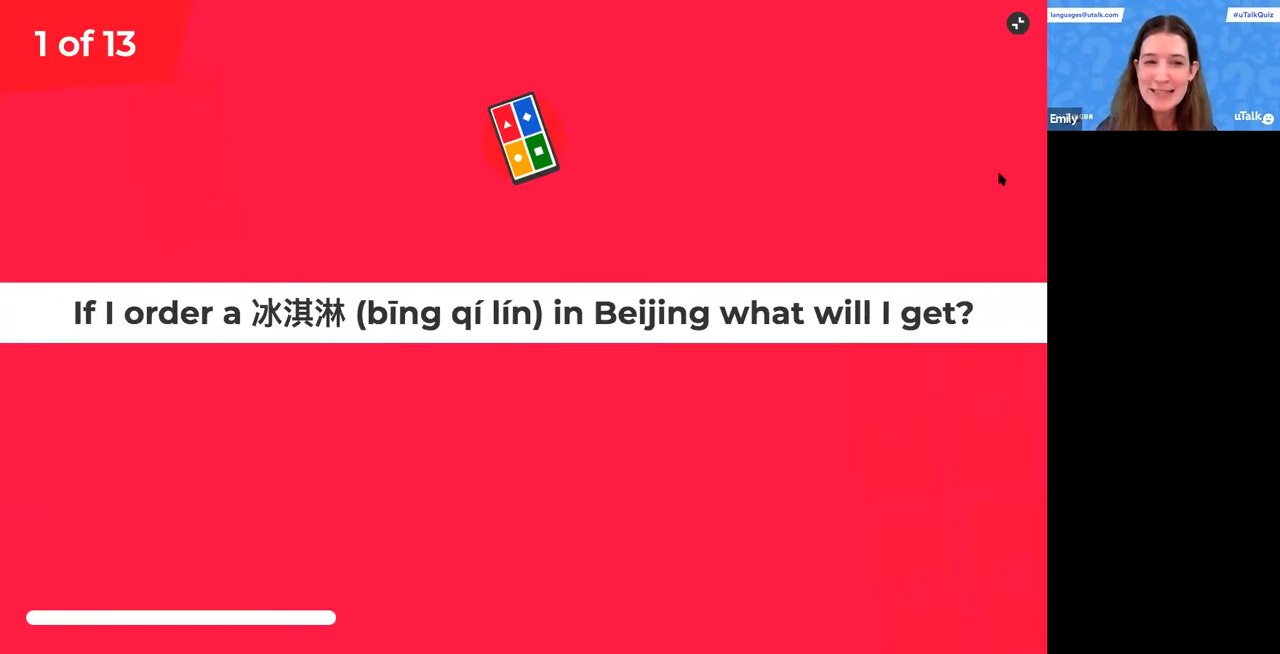 1 of 13
languages@utalk.com
#uTalkQuiz
Emily
uTalk
If I order a 冰淇淋 (bīng qí lín) in Beijing what will I get?